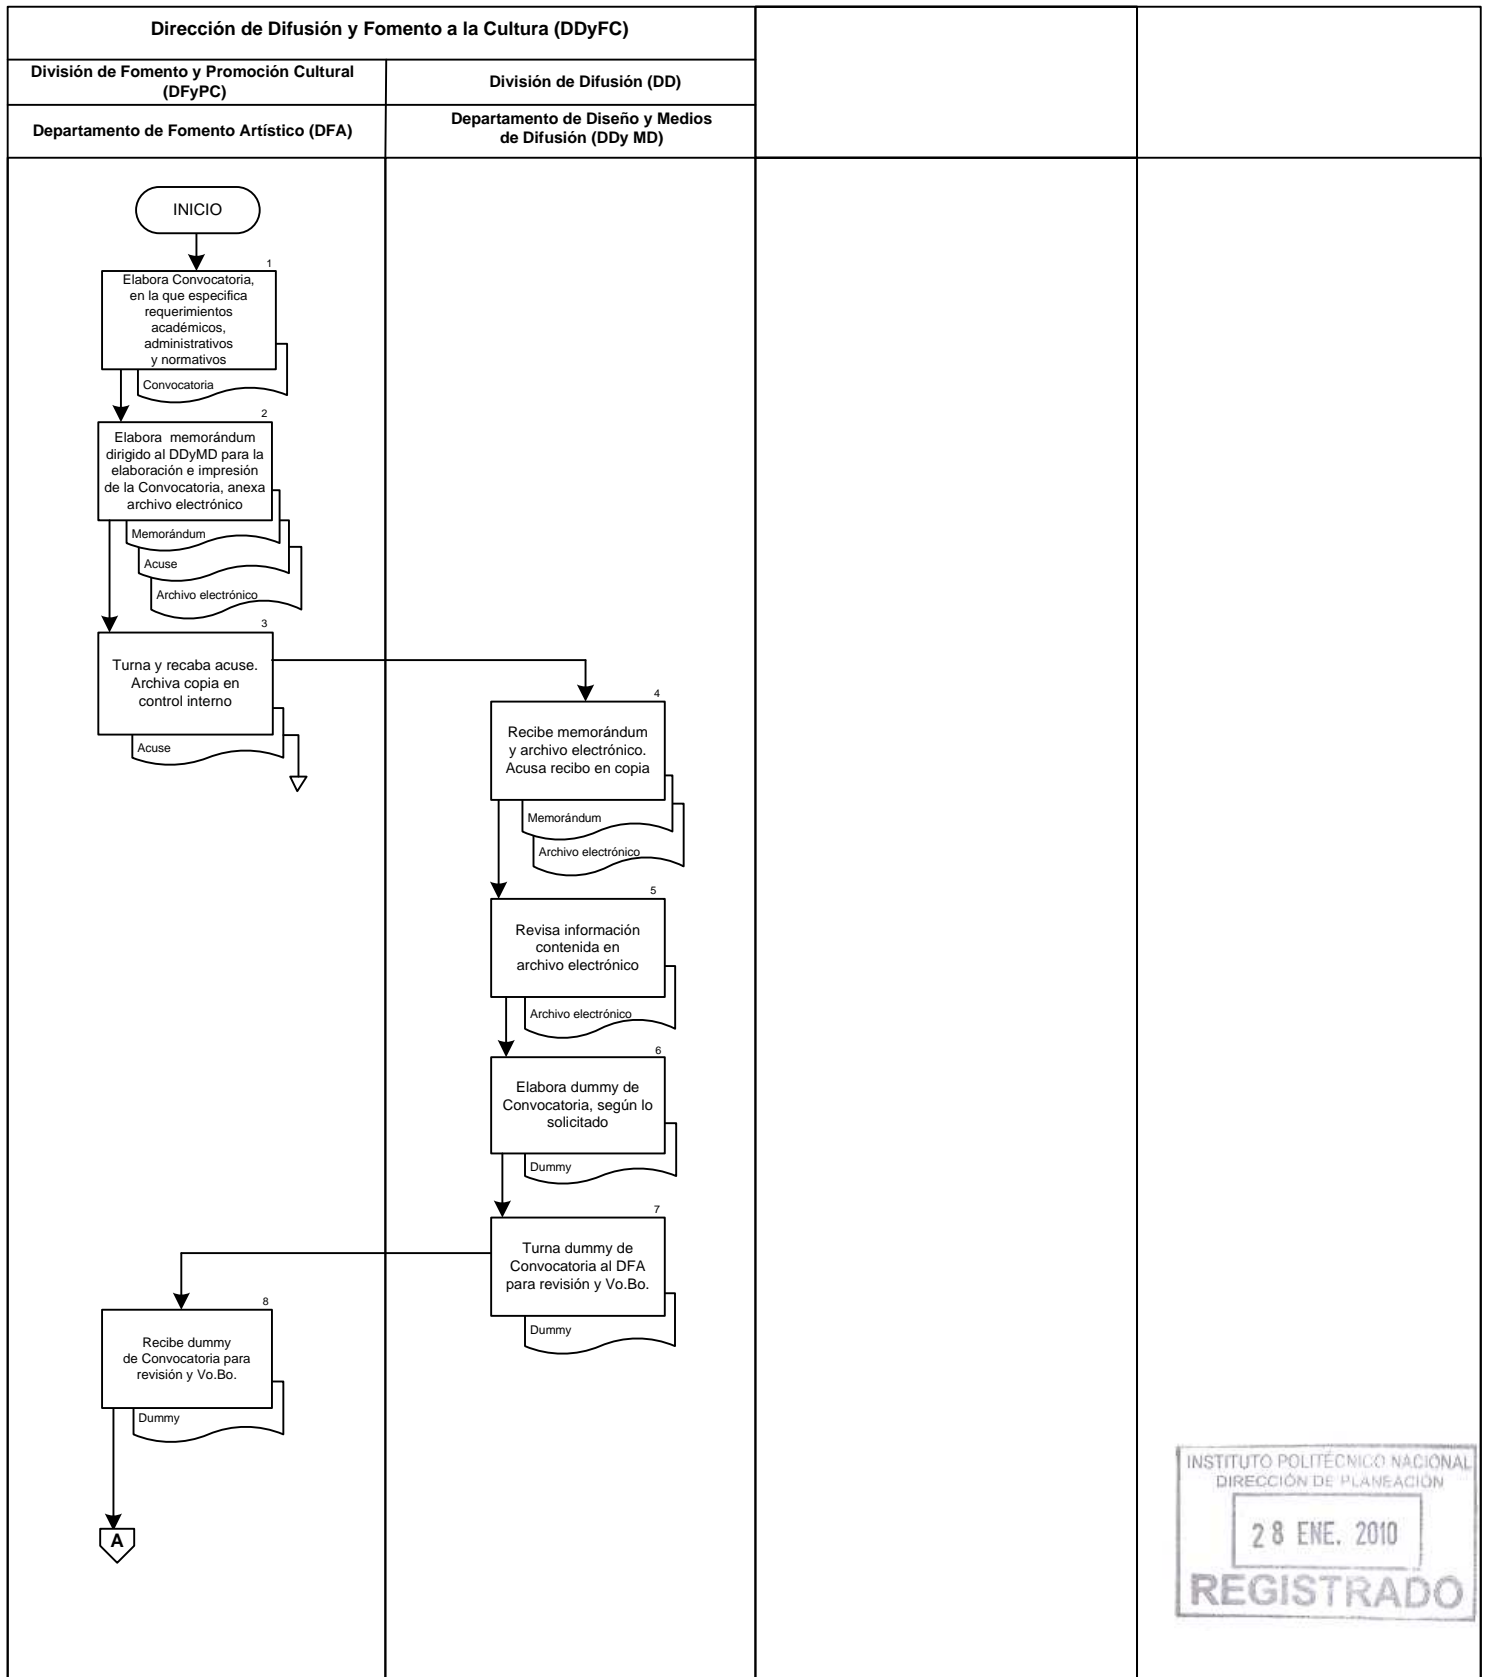 Dirección de Difusión y Fomento a la Cultura (DDyFC)
División de Fomento y Promoción Cultural
(DFyPC)
División de Difusión (DD)
Departamento de Fomento Artístico (DFA)
Departamento de Diseño y Medios
de Difusión (DDy MD)
INICIO
1
Elabora Convocatoria,
en la que especifica
requerimientos
académicos,
administrativos
y normativos
Convocatoria
2
Elabora memorándum
dirigido al DDyMD para la
elaboración e impresión
de la Convocatoria, anexa
archivo electrónico
Memorándum
Acuse
Archivo electrónico
3
Turna y recaba acuse.
Archiva copia en
control interno
Acuse
4
Recibe memorándum
y archivo electrónico.
Acusa recibo en copia
Memorándum
Archivo electrónico
5
Revisa información
contenida en
archivo electrónico
Archivo electrónico
6
Elabora dummy de
Convocatoria, según lo
solicitado
Dummy
7
Turna dummy de
Convocatoria al DFA
para revisión y Vo.Bo.
Dummy
8
Recibe dummy
de Convocatoria para
revisión y Vo.Bo.
Dummy
A
INSTITUTO POLITÉCNICO NACIONAL
DIRECCIÓN DE PLANEACIÓN
28 ENE. 2010
REGISTRADO